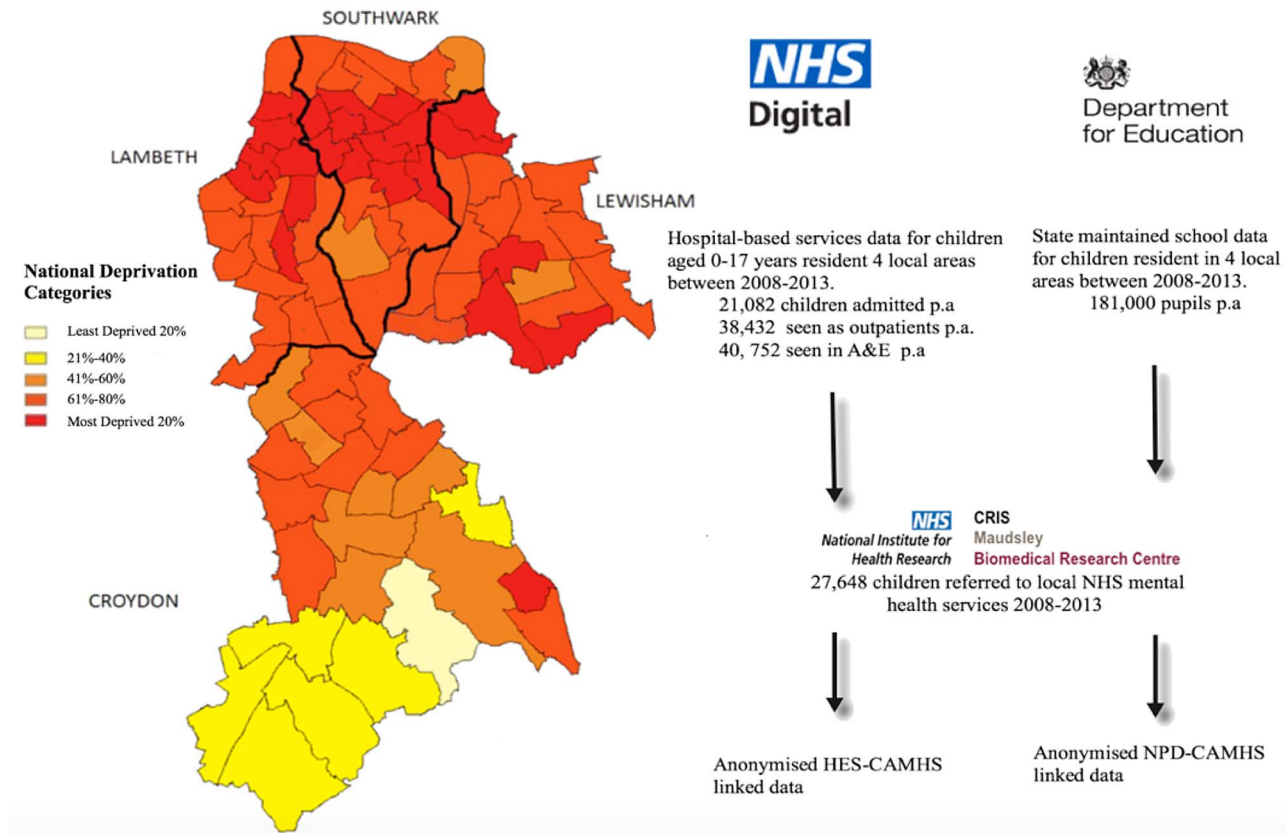 SOUTHWARK
LAMBETH
LEWISHAM
CROYDON
National Deprivation
Categories
Least Deprived 20%
21%-40%
41%-60%
61%-80%
Most Deprived 20%
NHS
Digital
Department
for Education
Hospital-based services data for children
aged 0-17 years resident 4 local areas
between 2008-2013.
21,082 children admitted p.a
38,432 seen as outpatients p.a.
40, 752 seen in A&E p.a
State maintained school data
for children resident in 4 local
areas between 2008-2013.
181,000 pupils p.a
NHS
National Institute for
Health Research
CRIS
Maudsley
Biomedical Research Centre
27,648 children referred to local NHS mental
health services 2008-2013
Anonymised HES-CAMHS
linked data
Anonymised NPD-CAMHS
linked data